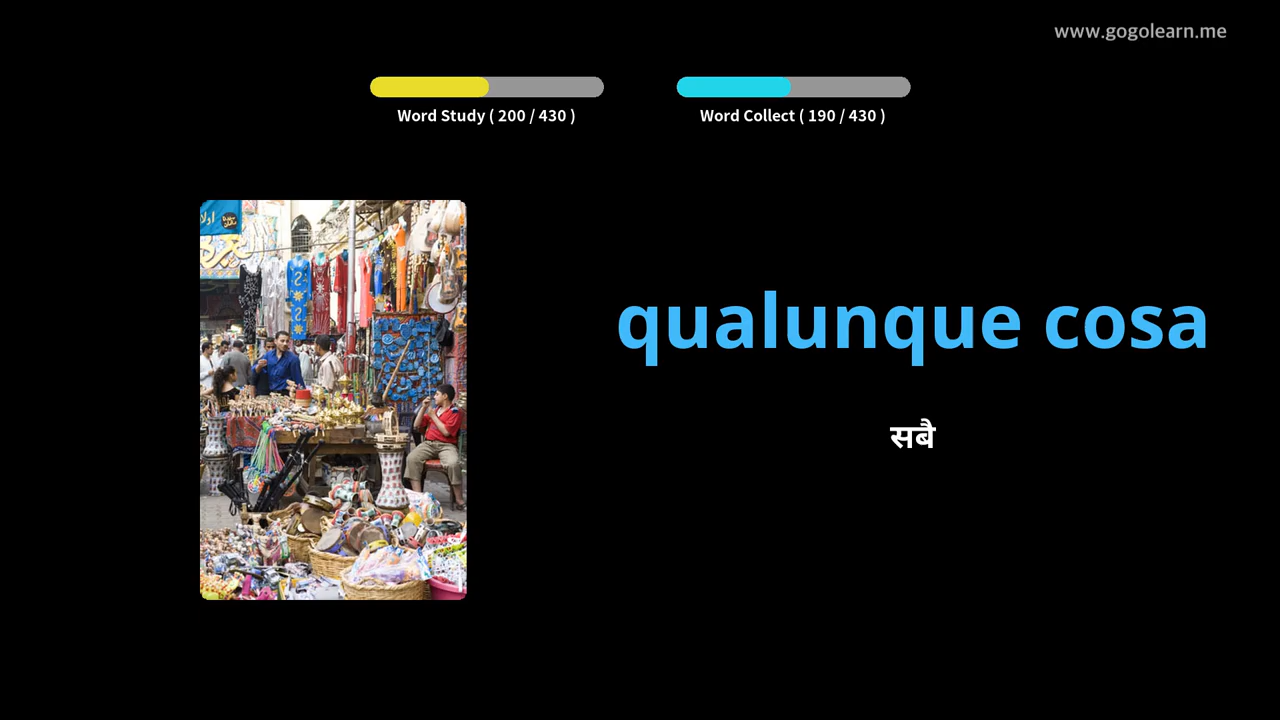 www.gogolearn.me
Word Study ( 200 / 430 )
Word Collect ( 190 / 430 )
qualunque cosa
सबै